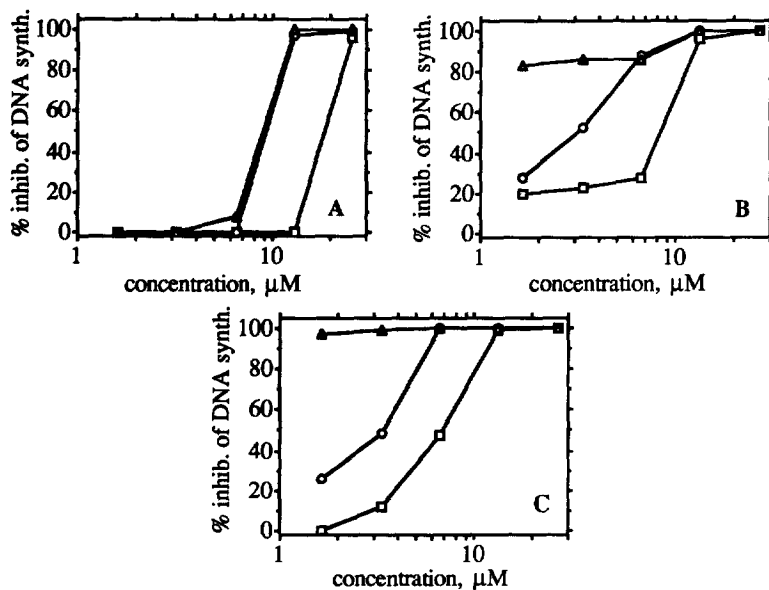 % inhib. of DNA synth.
100
80
60
40
20
0
A
1
10
concentration, μM
% inhib. of DNA synth.
100
80
60
40
20
0
B
1
10
concentration, μM
% inhib. of DNA synth.
100
80
60
40
20
0
C
1
10
concentration, μM